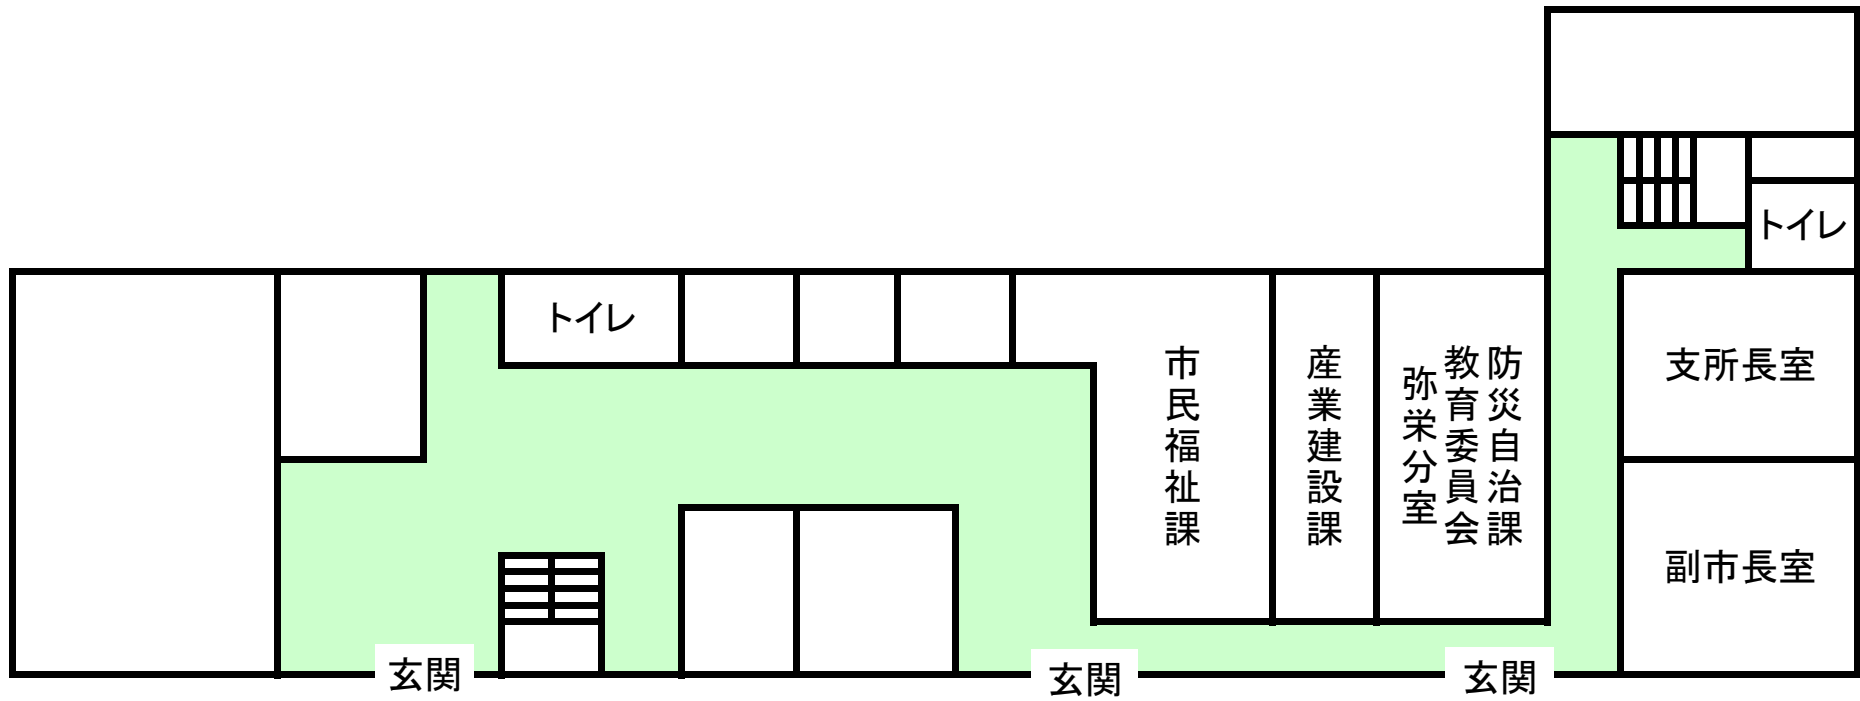 トイレ
トイレ
市民福祉課
産業建設課
防災自治課
教育委員会
弥栄分室
支所長室
副市長室
玄関
玄関
玄関